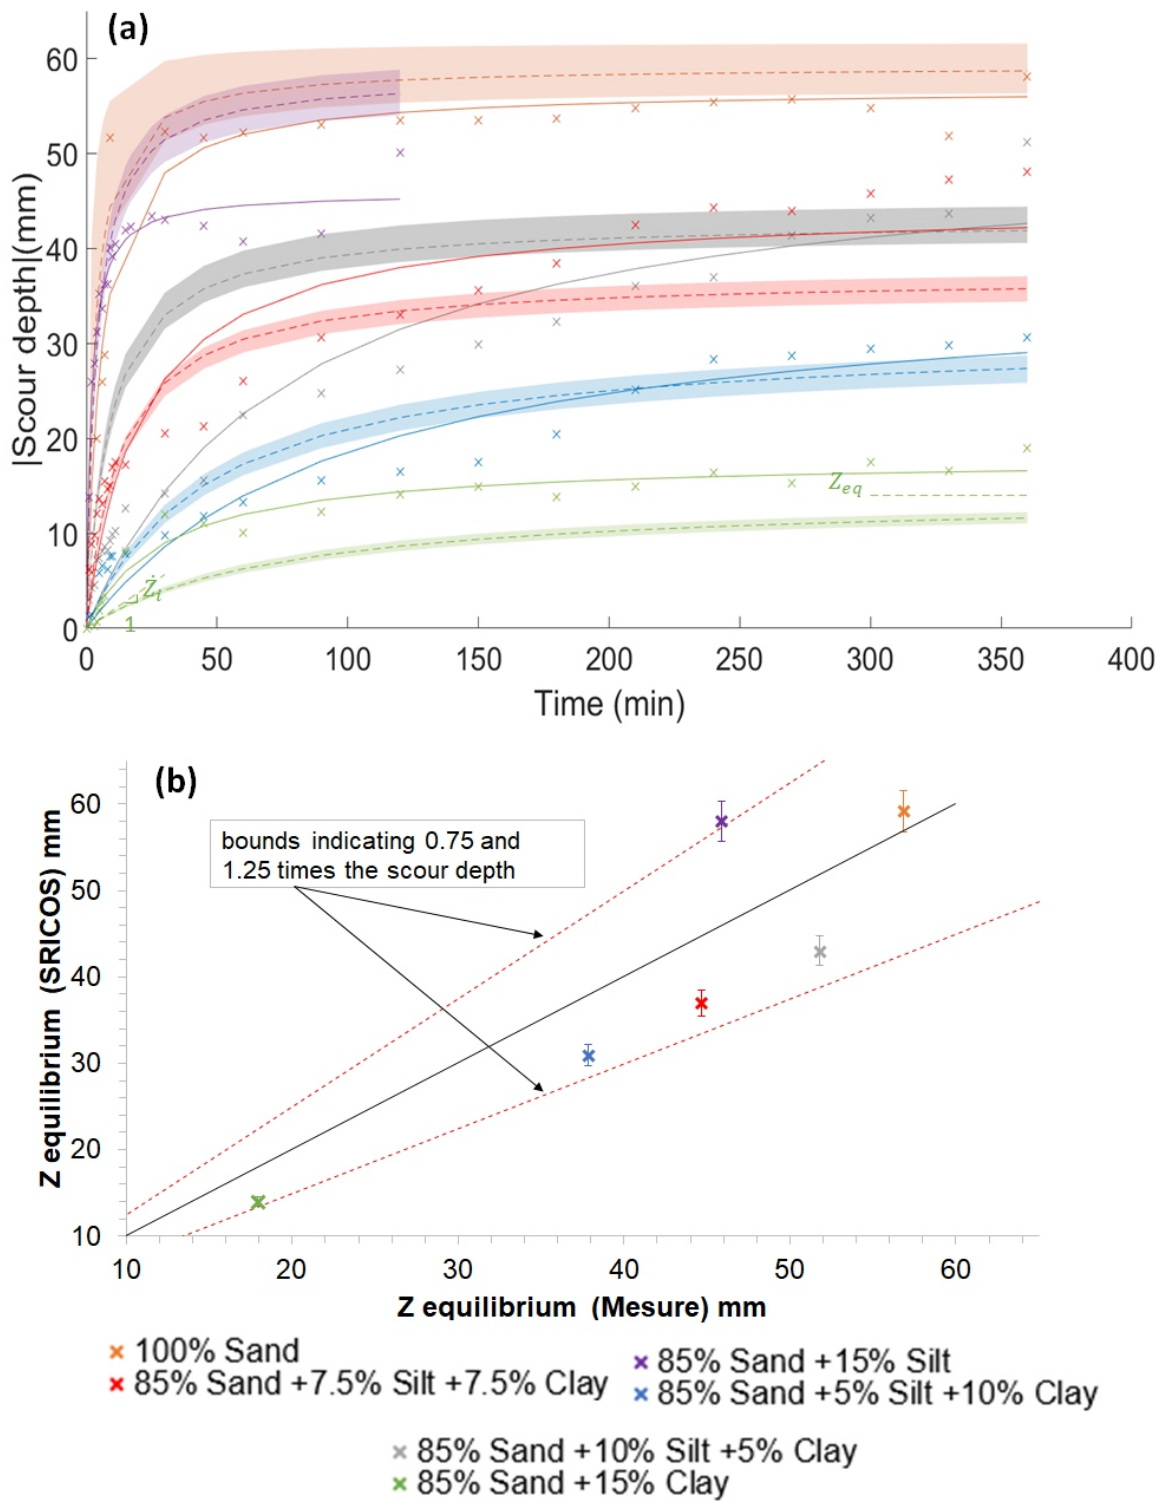 (a)
|Scour depth|(mm)
60
50
40
30
20
10
0
Z_eq
Ż_i
1
0 50 100 150 200 250 300 350 400
Time (min)
(b)
Z equilibrium (SRICOS) mm
60
50
40
30
20
10
bounds indicating 0.75 and
1.25 times the scour depth
10 20 30 40 50 60
Z equilibrium (Mesure) mm
100% Sand
85% Sand +15% Silt
85% Sand +7.5% Silt +7.5% Clay
85% Sand +5% Silt +10% Clay
85% Sand +10% Silt +5% Clay
85% Sand +15% Clay